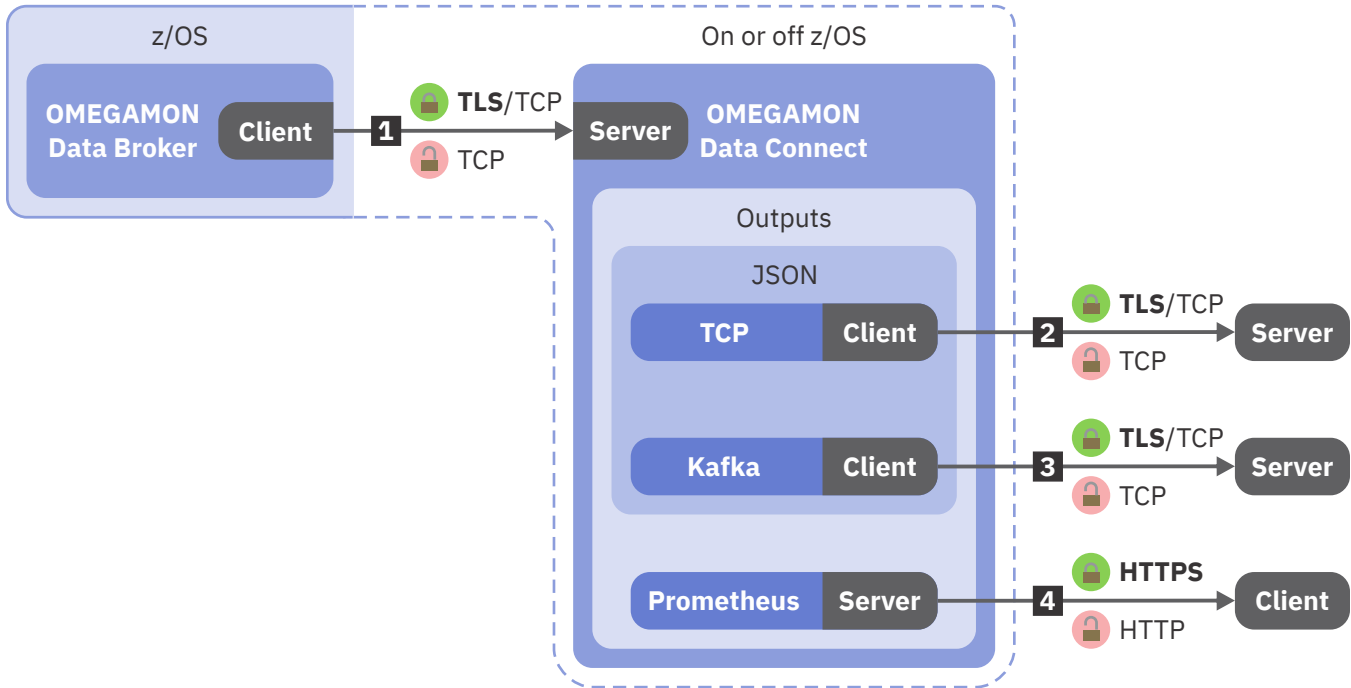 z/OS
On or off z/OS
OMEGAMON
Data Broker
Client
1
TLS/TCP
TCP
Server
OMEGAMON
Data Connect
Outputs
JSON
TCP
Client
2
TLS/TCP
TCP
Server
Kafka
Client
3
TLS/TCP
TCP
Server
Prometheus
Server
4
HTTPS
HTTP
Client